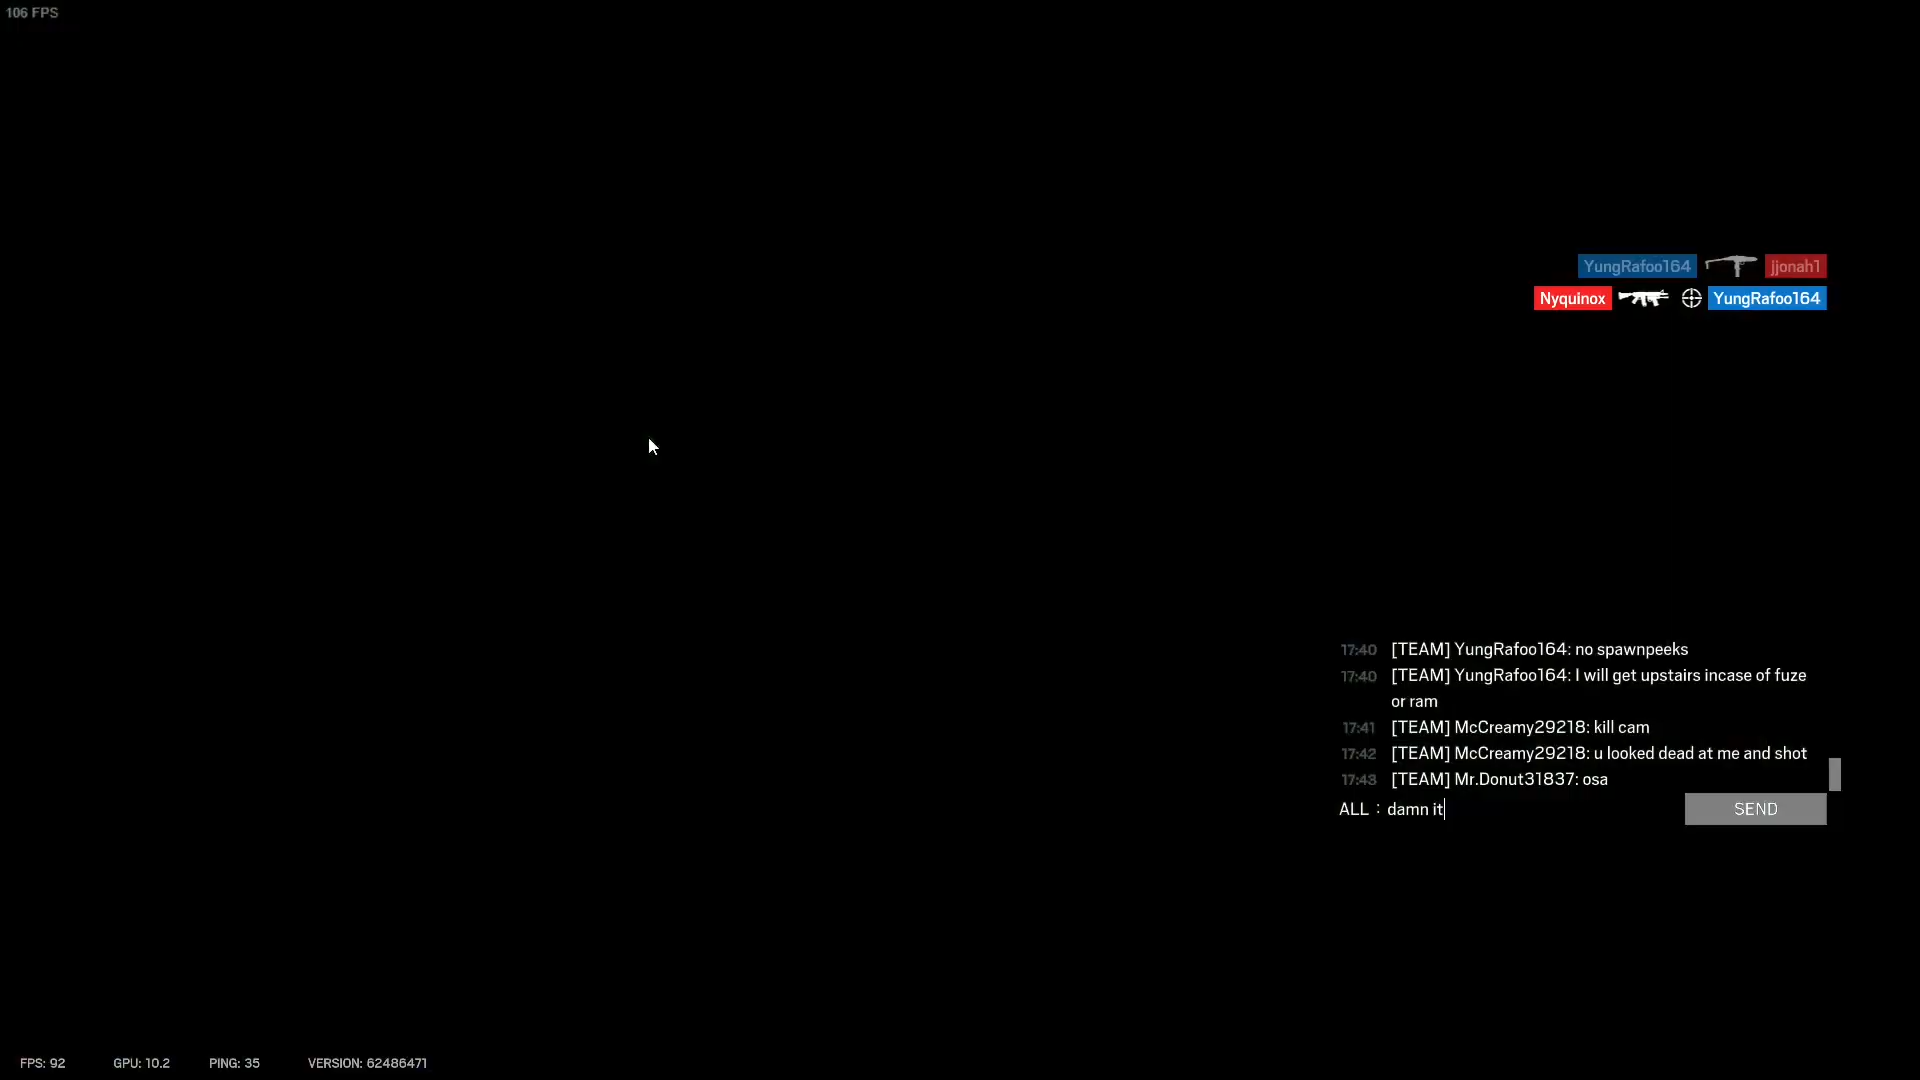 106 FPS
YungRafoo164 jjonah1
Nyquinox YungRafoo164
17:40 [TEAM] YungRafoo164: no spawnpeeks
17:40 [TEAM] YungRafoo164: I will get upstairs incase of fuze
or ram
17:41 [TEAM] McCreamy29218: kill cam
17:42 [TEAM] McCreamy29218: u looked dead at me and shot
17:43 [TEAM] Mr.Donut31837: osa
ALL : damn it SEND
FPS: 92 GPU: 10.2 PING: 35 VERSION: 62486471